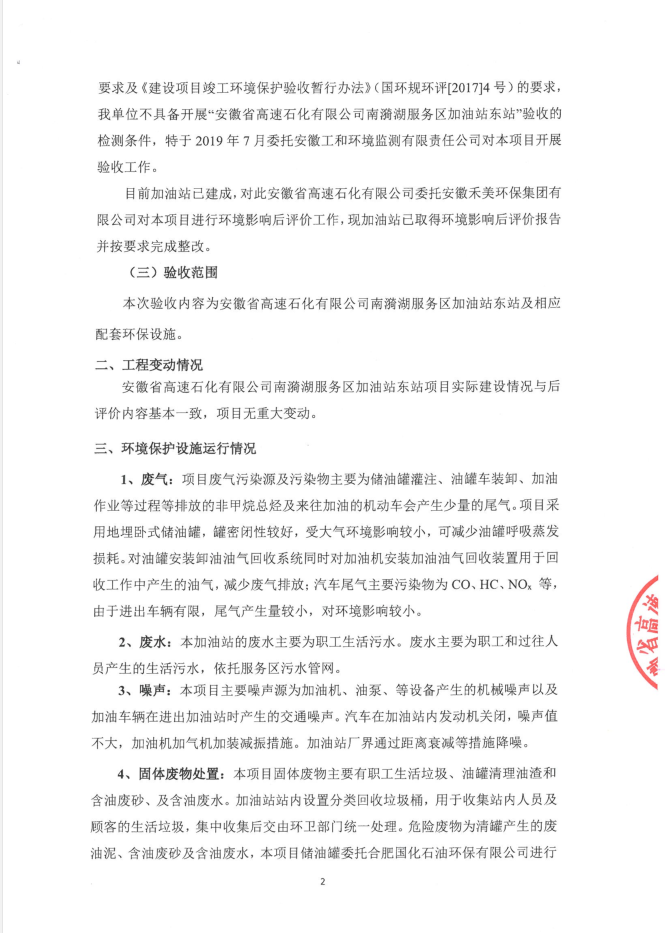 要求及《建设项目竣工环境保护验收暂行办法》（国环规环评[2017]4 号）的要求，
我单位不具备开展“安徽省高速石化有限公司南漪湖服务区加油站东站”验收的
检测条件，特于 2019 年 7 月委托安徽工和环境监测有限责任公司对本项目开展
验收工作。
目前加油站已建成，对此安徽省高速石化有限公司委托安徽禾美环保集团有
限公司对本项目进行环境影响后评价工作，现加油站已取得环境影响后评价报告
并按要求完成整改。
（三）验收范围
本次验收内容为安徽省高速石化有限公司南漪湖服务区加油站东站及相应
配套环保设施。
二、工程变动情况
安徽省高速石化有限公司南漪湖服务区加油站东站项目实际建设情况与后
评价内容基本一致，项目无重大变动。
三、环境保护设施运行情况
1、废气：项目废气污染源及污染物主要为储油罐灌注、油罐车装卸、加油
作业等过程等排放的非甲烷总烃及来往加油的机动车会产生少量的尾气。项目采
用地埋卧式储油罐，罐密闭性较好，受大气环境影响较小，可减少油罐呼吸蒸发
损耗。对油罐安装卸油油气回收系统同时对加油机安装加油油气回收装置用于回
收工作中产生的油气，减少废气排放；汽车尾气主要污染物为 CO、HC、NOₓ 等，
由于进出车辆有限，尾气产生量较小，对环境影响较小。
2、废水：本加油站的废水主要为职工生活污水。废水主要为职工和过往人
员产生的生活污水，依托服务区污水管网。
3、噪声：本项目主要噪声源为加油机、油泵、等设备产生的机械噪声以及
加油车辆在进出加油站时产生的交通噪声。汽车在加油站内发动机关闭，噪声值
不大，加油机加气机加装减振措施。加油站厂界通过距离衰减等措施降噪。
4、固体废物处置：本项目固体废物主要有职工生活垃圾、油罐清理油渣和
含油废砂、及含油废水。加油站站内设置分类回收垃圾桶，用于收集站内人员及
顾客的生活垃圾，集中收集后交由环卫部门统一处理。危险废物为清罐产生的废
油泥、含油废砂及含油废水，本项目储油罐委托合肥国化石油环保有限公司进行
2
省高速